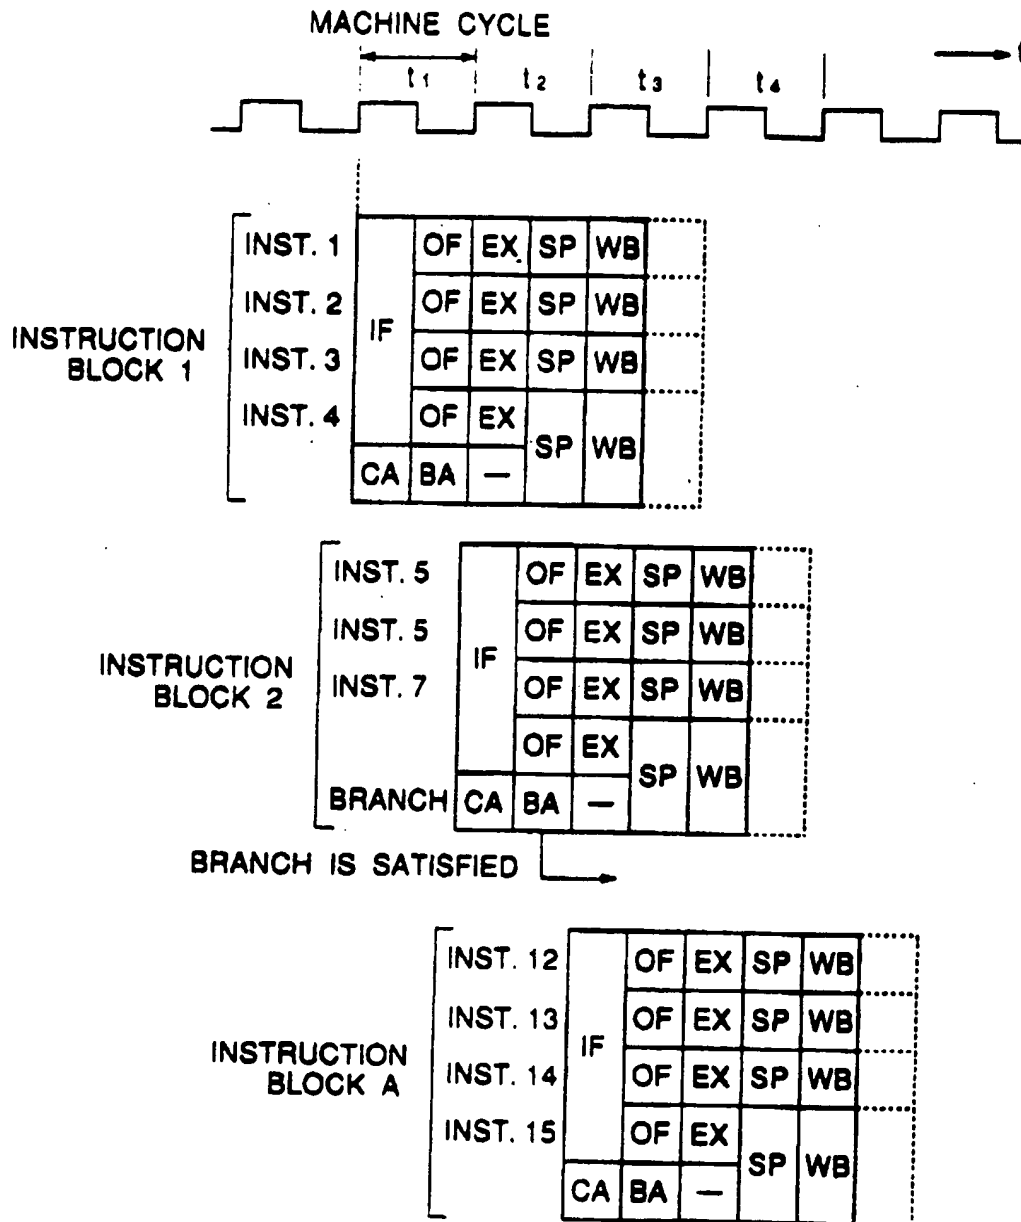 MACHINE CYCLE
t
t1 t2 t3 t4
INST. 1 OF EX SP WB
INST. 2 OF EX SP WB
IF
INSTRUCTION
BLOCK 1
INST. 3 OF EX SP WB
INST. 4 OF EX
SP WB
CA BA —
INST. 5 OF EX SP WB
INST. 5 OF EX SP WB
IF
INSTRUCTION
BLOCK 2
INST. 7 OF EX SP WB
OF EX
SP WB
BRANCH CA BA —
BRANCH IS SATISFIED
INST. 12 OF EX SP WB
INST. 13 OF EX SP WB
IF
INSTRUCTION
BLOCK A
INST. 14 OF EX SP WB
INST. 15 OF EX
SP WB
CA BA —